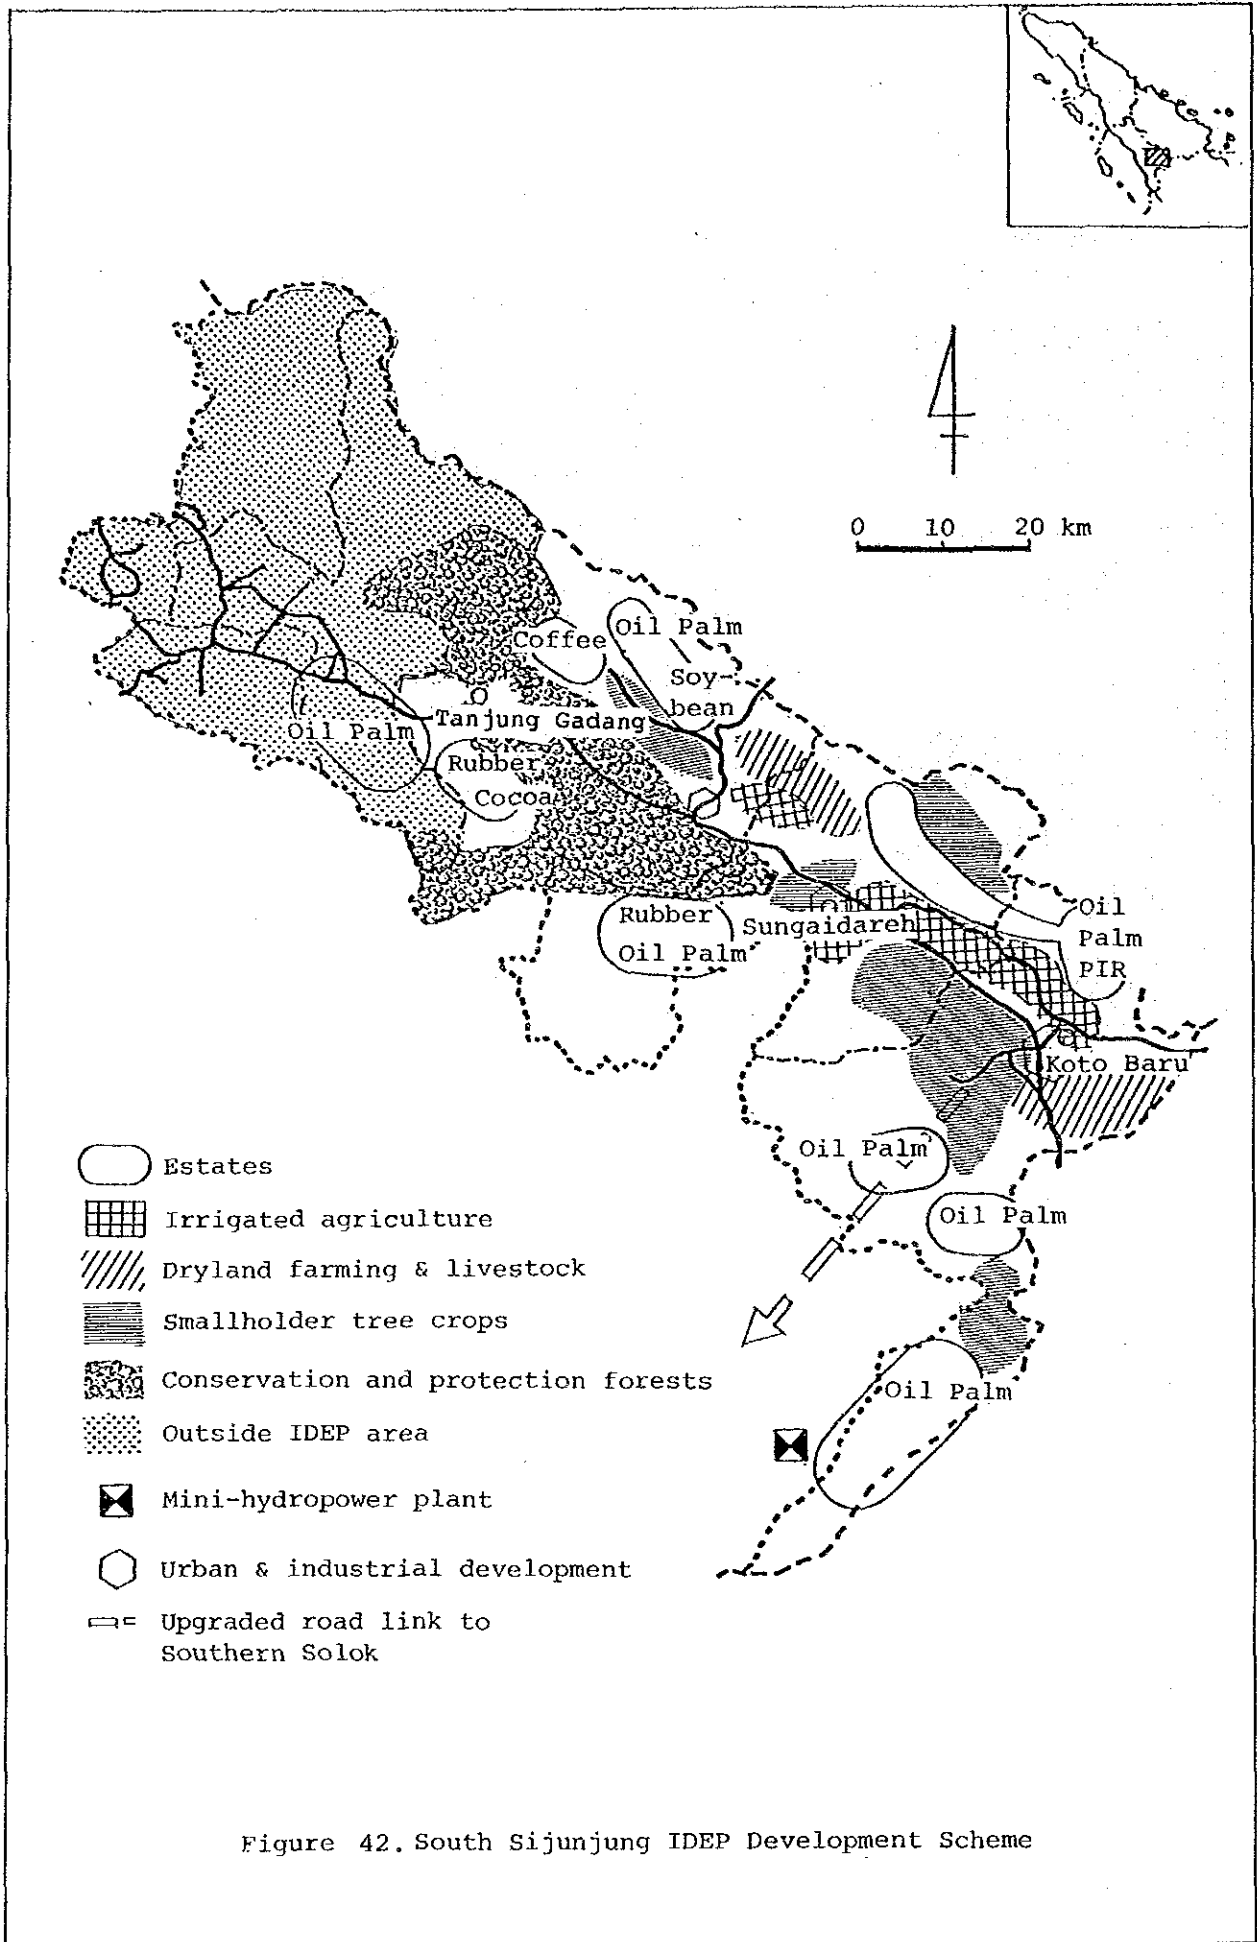 0 10 20 km
Coffee
Oil Palm
Soy-
bean
Tanjung Gadang
Oil Palm
Rubber
Cocoa
Rubber
Oil Palm
Sungaidareh
Oil
Palm
PIR
Koto Baru
Oil Palm
Oil Palm
Oil Palm
Estates
Irrigated agriculture
Dryland farming & livestock
Smallholder tree crops
Conservation and protection forests
Outside IDEP area
Mini-hydropower plant
Urban & industrial development
Upgraded road link to
Southern Solok
Figure 42. South Sijunjung IDEP Development Scheme